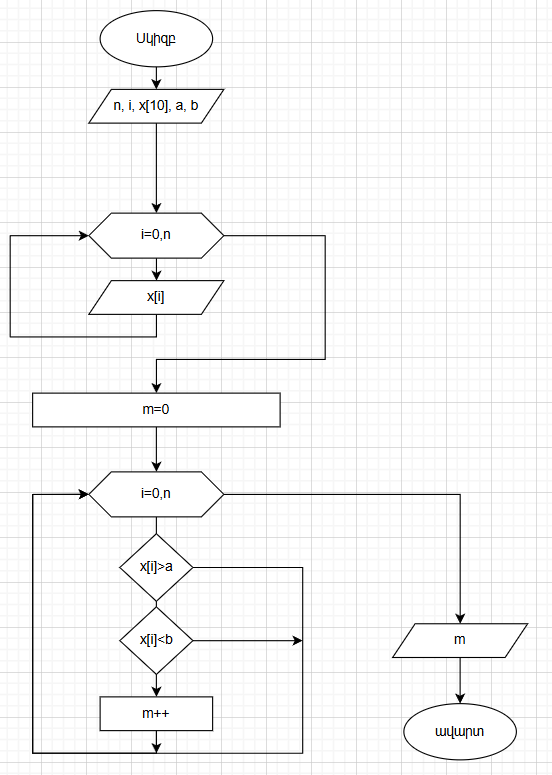 Սկիզբ
n, i, x[10], a, b
i=0,n
x[i]
m=0
i=0,n
x[i]>a
x[i]<b
m++
m
ավարտ